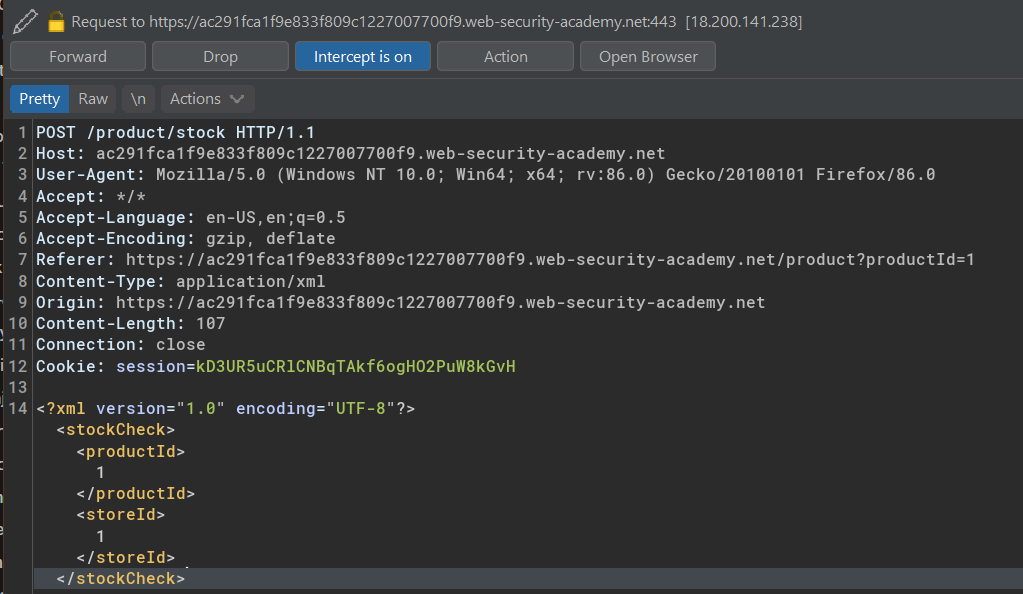 Request to https://ac291fca1f9e833f809c1227007700f9.web-security-academy.net:443 [18.200.141.238]
Forward Drop Intercept is on Action Open Browser
Pretty Raw \n Actions
1 POST /product/stock HTTP/1.1
2 Host: ac291fca1f9e833f809c1227007700f9.web-security-academy.net
3 User-Agent: Mozilla/5.0 (Windows NT 10.0; Win64; x64; rv:86.0) Gecko/20100101 Firefox/86.0
4 Accept: */*
5 Accept-Language: en-US,en;q=0.5
6 Accept-Encoding: gzip, deflate
7 Referer: https://ac291fca1f9e833f809c1227007700f9.web-security-academy.net/product?productId=1
8 Content-Type: application/xml
9 Origin: https://ac291fca1f9e833f809c1227007700f9.web-security-academy.net
10 Content-Length: 107
11 Connection: close
12 Cookie: session=kD3UR5uCRlCNBqTAkf6ogHO2PuW8kGvH
13
14 <?xml version="1.0" encoding="UTF-8"?>
<stockCheck>
<productId>
1
</productId>
<storeId>
1
</storeId>
</stockCheck>